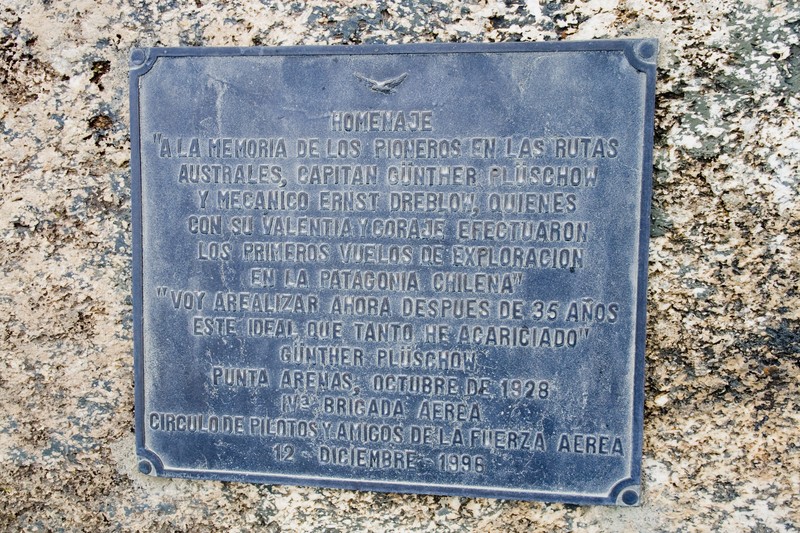 HOMENAJE
"A LA MEMORIA DE LOS PIONEROS EN LAS RUTAS
AUSTRALES, CAPITAN GÜNTHER PLÜSCHOW
Y MECANICO ERNST DREBLOW, QUIENES
CON SU VALENTIA Y CORAJE EFECTUARON
LOS PRIMEROS VUELOS DE EXPLORACION
EN LA PATAGONIA CHILENA"
"VOY AREALIZAR AHORA DESPUES DE 35 AÑOS
ESTE IDEAL QUE TANTO HE ACARICIADO"
GÜNTHER PLÜSCHOW
PUNTA ARENAS, OCTUBRE DE 1928
IVª BRIGADA AEREA
CIRCULO DE PILOTOS Y AMIGOS DE LA FUERZA AEREA
12 - DICIEMBRE - 1996